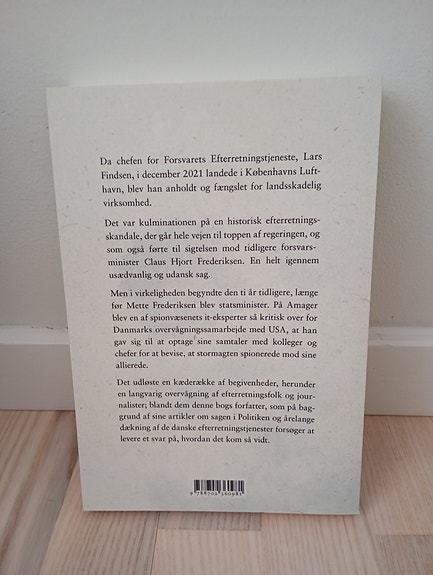 Da chefen for Forsvarets Efterretningstjeneste, Lars
Findsen, i december 2021 landede i Københavns Luft-
havn, blev han anholdt og fængslet for landsskadelig
virksomhed.
Det var kulminationen på en historisk efterretnings-
skandale, der går hele vejen til toppen af regeringen, og
som også førte til sigtelsen mod tidligere forsvars-
minister Claus Hjort Frederiksen. En helt igennem
usædvanlig og udansk sag.
Men i virkeligheden begyndte den ti år tidligere, længe
før Mette Frederiksen blev statsminister. På Amager
blev en af spionvæsenets it-eksperter så kritisk over for
Danmarks overvågningssamarbejde med USA, at han
gav sig til at optage sine samtaler med kolleger og
chefer for at bevise, at stormagten spionerede mod sine
allierede.
Det udløste en kæderække af begivenheder, herunder
en langvarig overvågning af efterretningsfolk og jour-
nalister; blandt dem denne bogs forfatter, som på bag-
grund af sine artikler om sagen i Politiken og årelange
dækning af de danske efterretningstjenester forsøger at
levere et svar på, hvordan det kom så vidt.
9 788702 360981